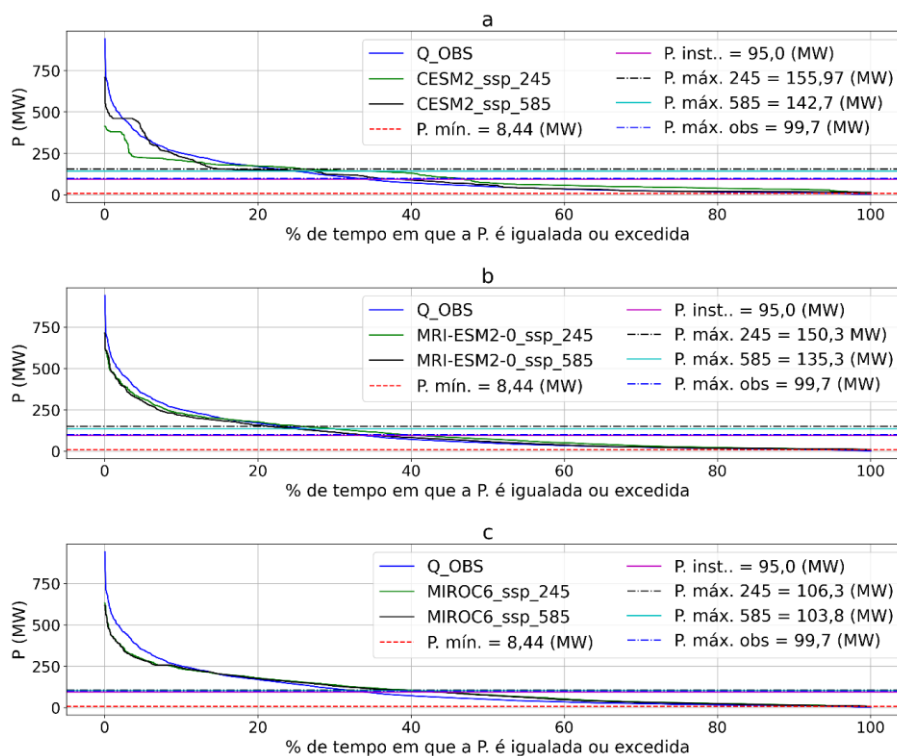 a
P (MW)
750
500
250
0
Q_OBS
CESM2_ssp_245
CESM2_ssp_585
P. mín. = 8,44 (MW)
P. inst.. = 95,0 (MW)
P. máx. 245 = 155,97 (MW)
P. máx. 585 = 142,7 (MW)
P. máx. obs = 99,7 (MW)
0 20 40 60 80 100
% de tempo em que a P. é igualada ou excedida
b
P (MW)
750
500
250
0
Q_OBS
MRI-ESM2-0_ssp_245
MRI-ESM2-0_ssp_585
P. mín. = 8,44 (MW)
P. inst.. = 95,0 (MW)
P. máx. 245 = 150,3 MW)
P. máx. 585 = 135,3 (MW)
P. máx. obs = 99,7 (MW)
0 20 40 60 80 100
% de tempo em que a P. é igualada ou excedida
c
P (MW)
750
500
250
0
Q_OBS
MIROC6_ssp_245
MIROC6_ssp_585
P. mín. = 8,44 (MW)
P. inst.. = 95,0 (MW)
P. máx. 245 = 106,3 (MW)
P. máx. 585 = 103,8 (MW)
P. máx. obs = 99,7 (MW)
0 20 40 60 80 100
% de tempo em que a P. é igualada ou excedida